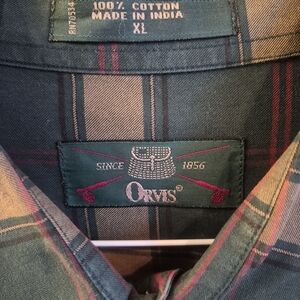 100% COTTON
MADE IN INDIA
XL
SINCE 1856
ORVIS®